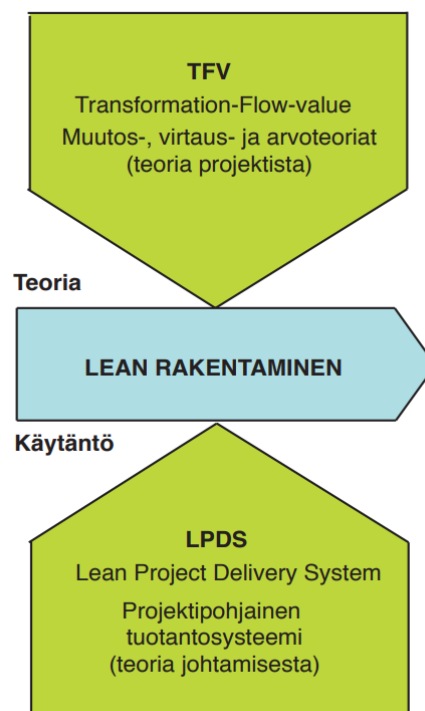 TFV
Transformation-Flow-value
Muutos-, virtaus- ja arvoteoriat
(teoria projektista)
Teoria
LEAN RAKENTAMINEN
Käytäntö
LPDS
Lean Project Delivery System
Projektipohjainen
tuotantosysteemi
(teoria johtamisesta)